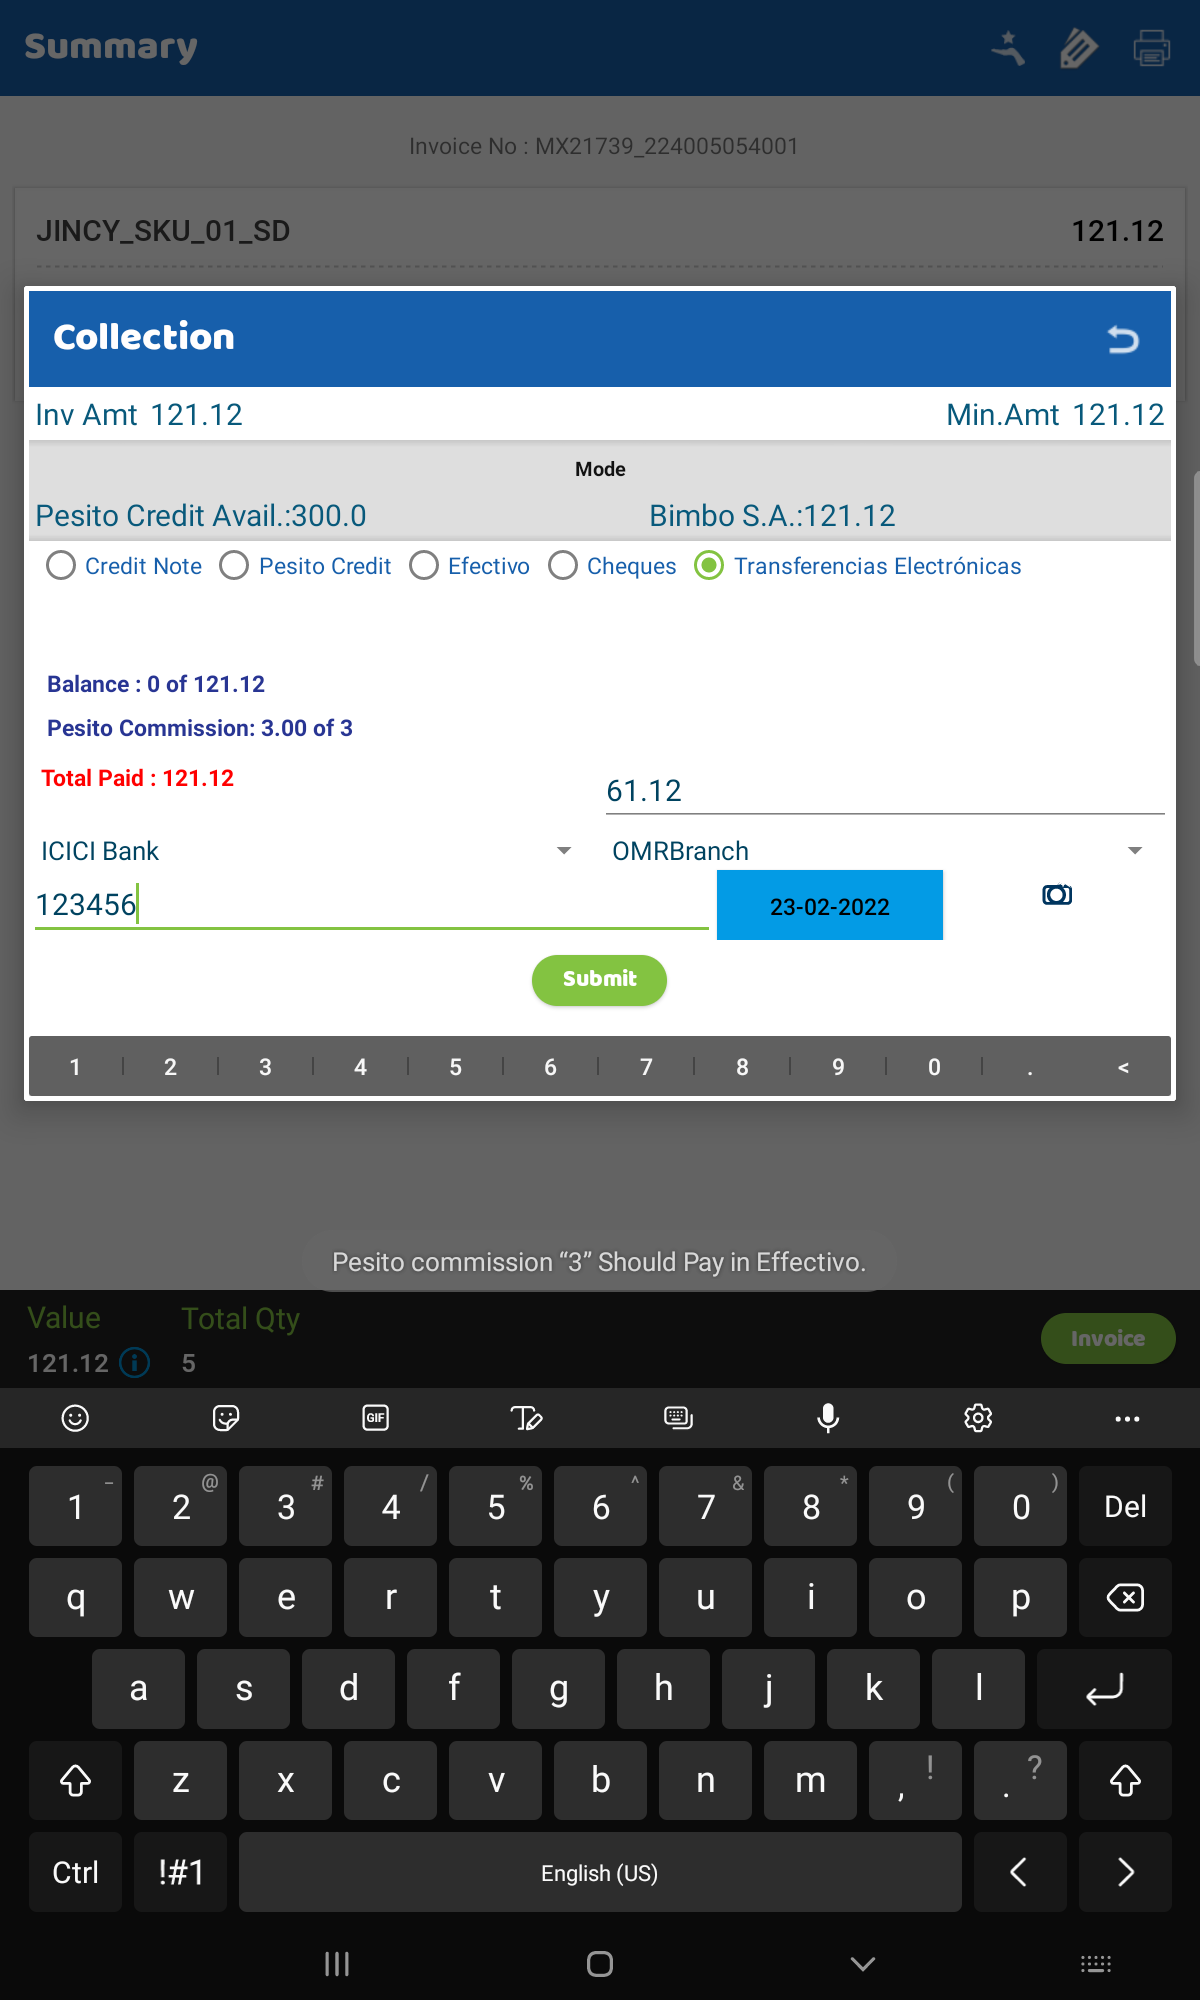 Summary
Invoice No : MX21739_224005054001
JINCY_SKU_01_SD 121.12
Collection
Inv Amt 121.12 Min.Amt 121.12
Mode
Pesito Credit Avail.:300.0 Bimbo S.A.:121.12
Credit Note Pesito Credit Efectivo Cheques Transferencias Electrónicas
Balance : 0 of 121.12
Pesito Commission: 3.00 of 3
Total Paid : 121.12
61.12
ICICI Bank OMRBranch
123456 23-02-2022
Submit
1 | 2 | 3 | 4 | 5 | 6 | 7 | 8 | 9 | 0 | . <
Pesito commission “3” Should Pay in Effectivo.
Value Total Qty
121.12 5
Invoice
GIF
1 − 2 @ 3 # 4 / 5 % 6 ^ 7 & 8 * 9 ( 0 ) Del
q w e r t y u i o p
a s d f g h j k l
z x c v b n m , ! . ?
Ctrl !#1 English (US) < >